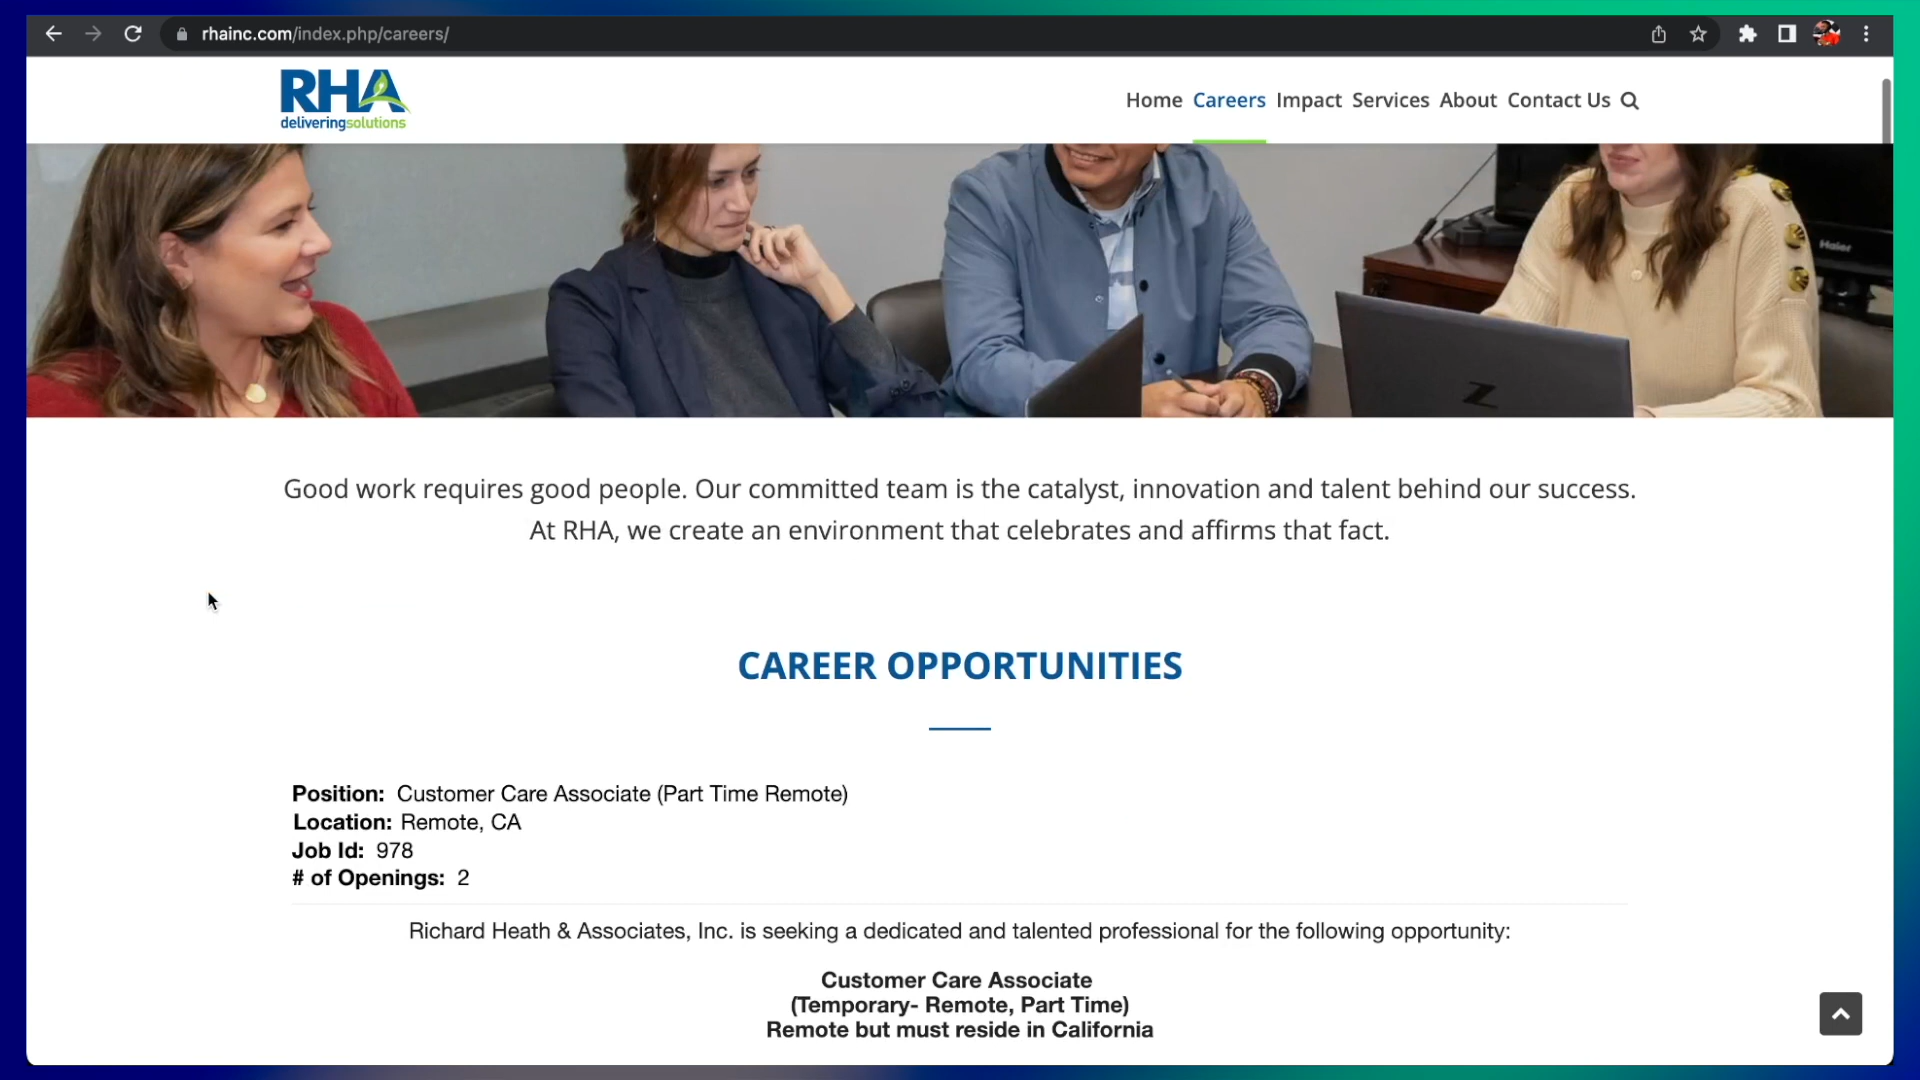 rhainc.com/index.php/careers/
RHA
deliveringsolutions
Home Careers Impact Services About Contact Us
Haier
Good work requires good people. Our committed team is the catalyst, innovation and talent behind our success.
At RHA, we create an environment that celebrates and affirms that fact.
CAREER OPPORTUNITIES
Position: Customer Care Associate (Part Time Remote)
Location: Remote, CA
Job Id: 978
# of Openings: 2
Richard Heath & Associates, Inc. is seeking a dedicated and talented professional for the following opportunity:
Customer Care Associate
(Temporary- Remote, Part Time)
Remote but must reside in California